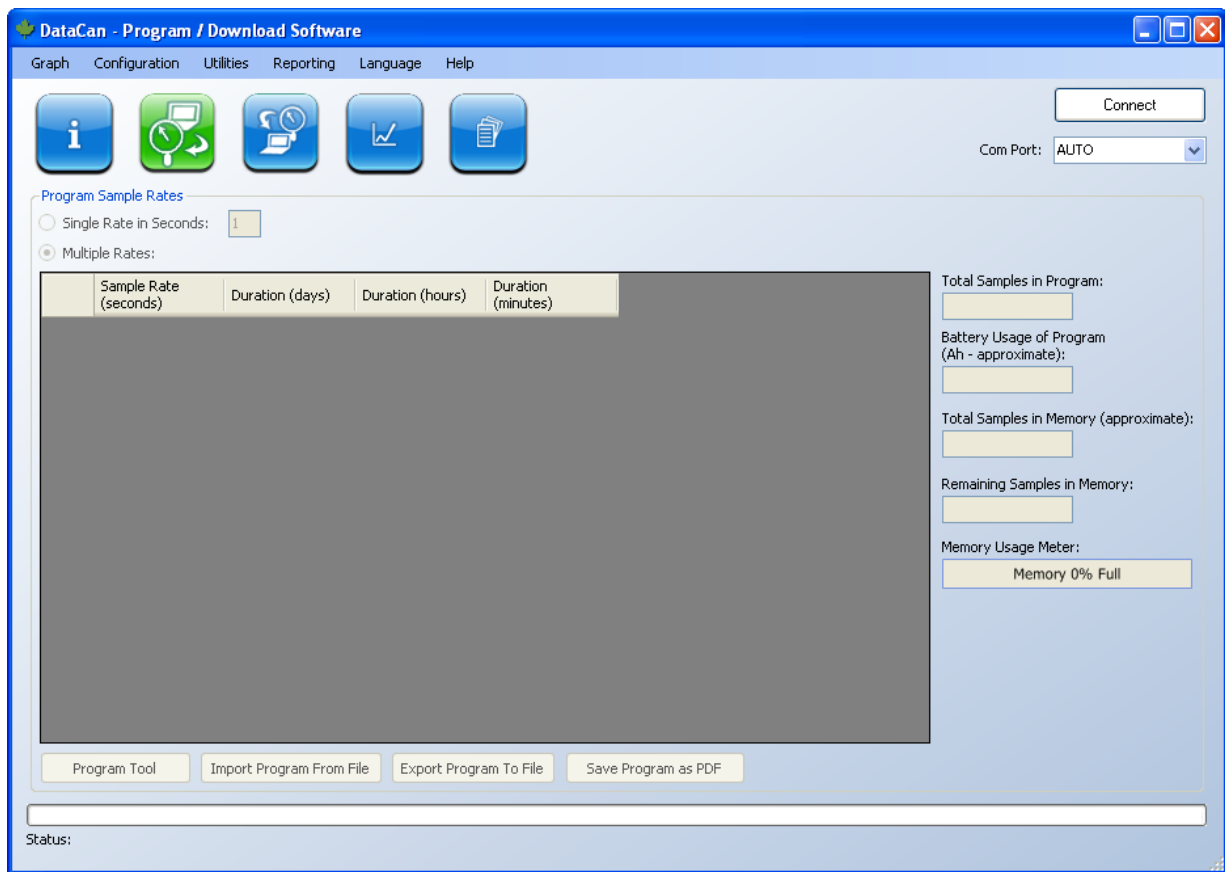 DataCan - Program / Download Software
Graph Configuration Utilities Reporting Language Help
i
Connect
Com Port: AUTO
Program Sample Rates
Single Rate in Seconds: 1
Multiple Rates:
Sample Rate
(seconds)
Duration (days)
Duration (hours)
Duration
(minutes)
Total Samples in Program:
Battery Usage of Program
(Ah - approximate):
Total Samples in Memory (approximate):
Remaining Samples in Memory:
Memory Usage Meter:
Memory 0% Full
Program Tool Import Program From File Export Program To File Save Program as PDF
Status: